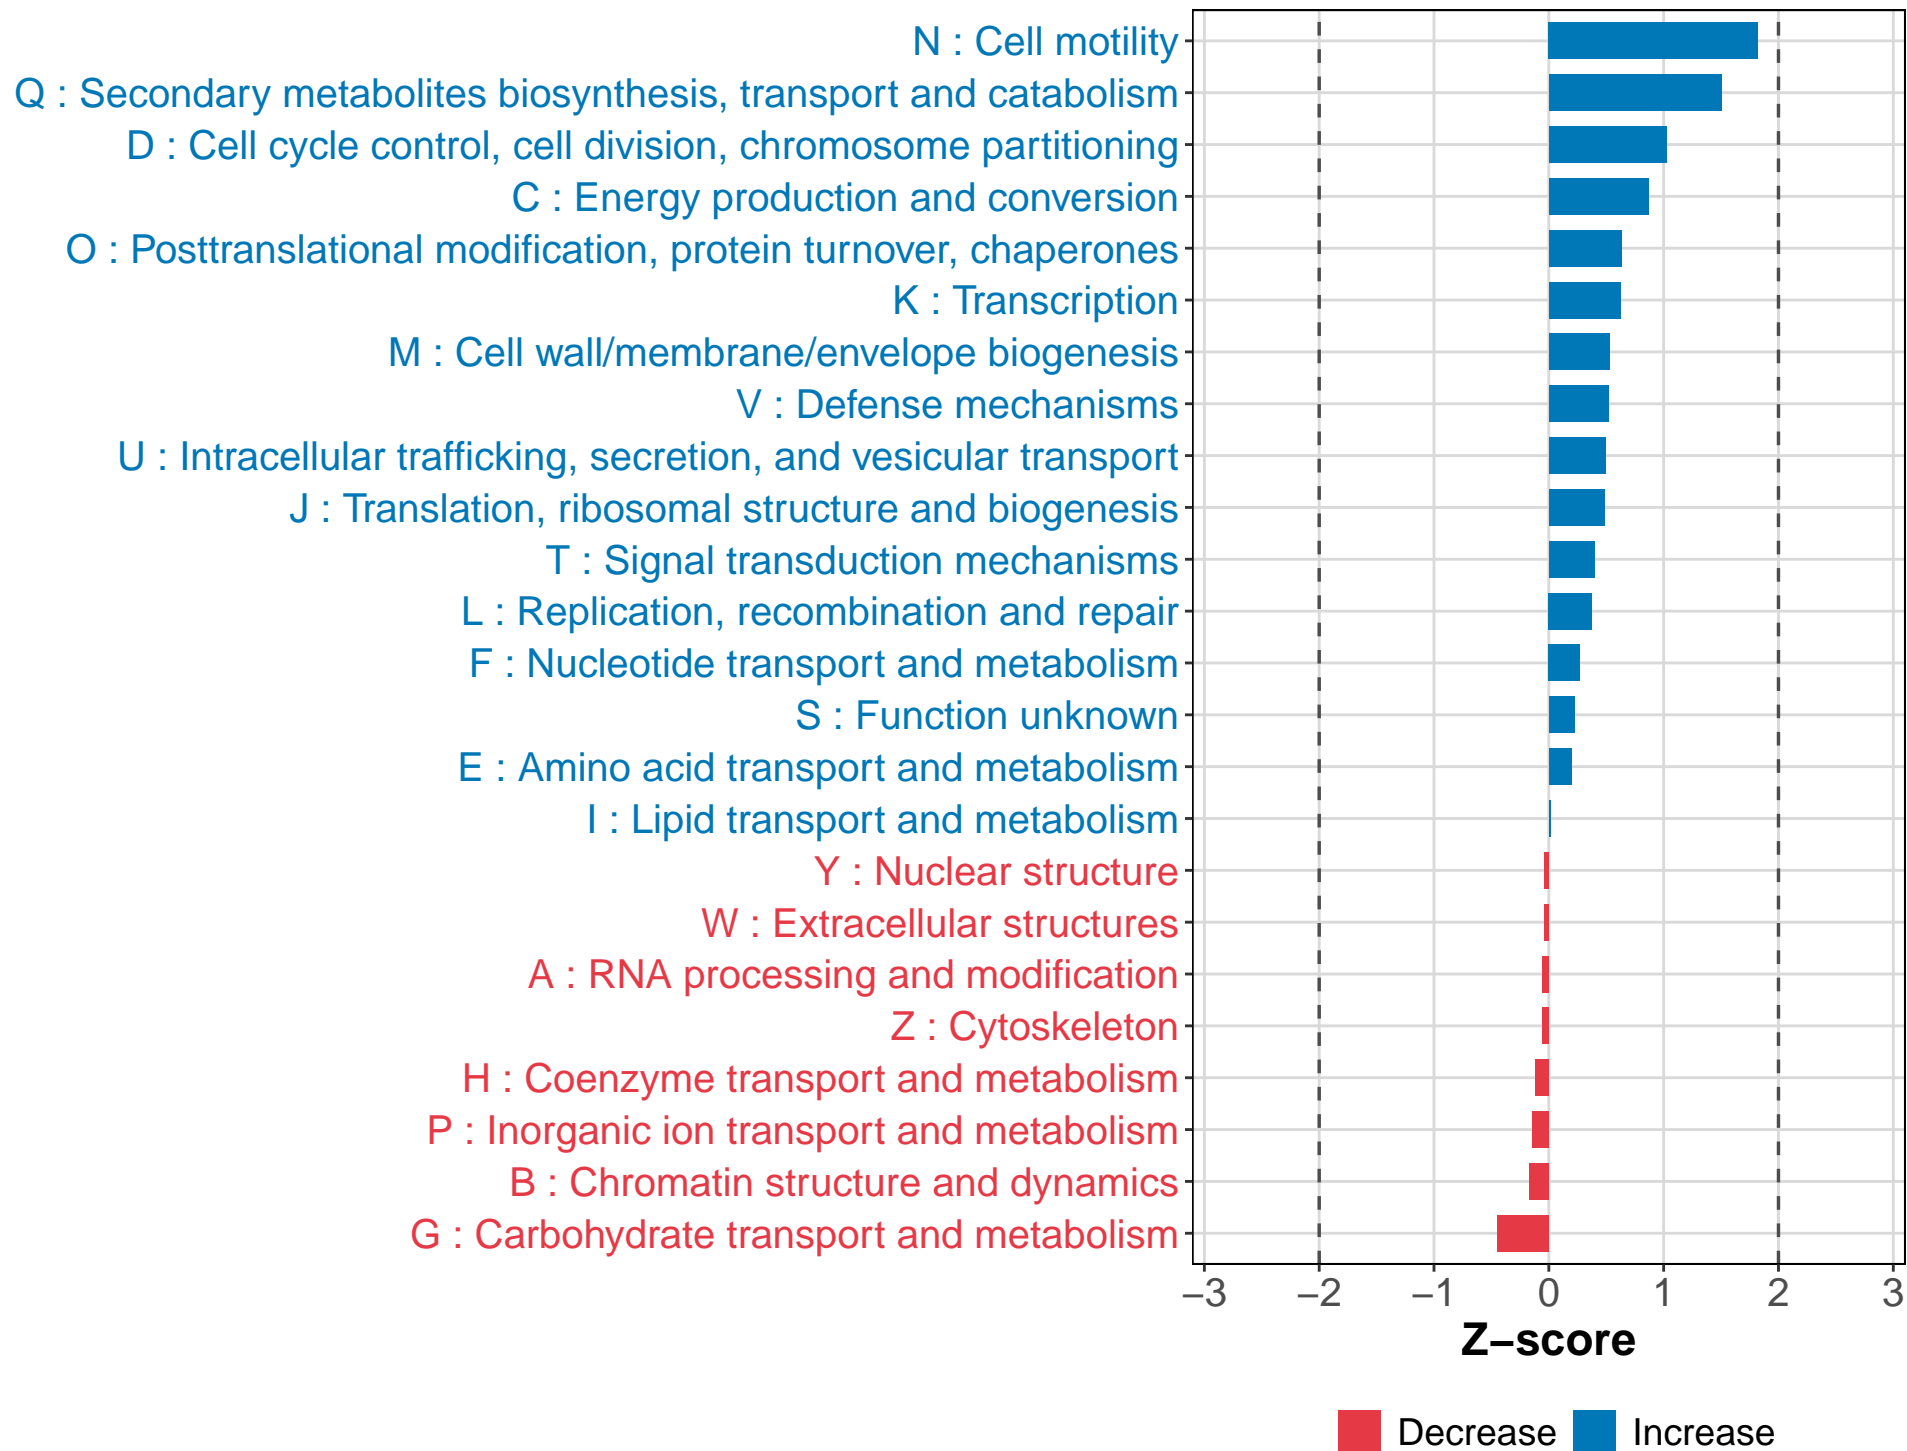 N : Cell motility
Q : Secondary metabolites biosynthesis, transport and catabolism
D : Cell cycle control, cell division, chromosome partitioning
C : Energy production and conversion
O : Posttranslational modification, protein turnover, chaperones
K : Transcription
M : Cell wall/membrane/envelope biogenesis
V : Defense mechanisms
U : Intracellular trafficking, secretion, and vesicular transport
J : Translation, ribosomal structure and biogenesis
T : Signal transduction mechanisms
L : Replication, recombination and repair
F : Nucleotide transport and metabolism
S : Function unknown
E : Amino acid transport and metabolism
I : Lipid transport and metabolism
Y : Nuclear structure
W : Extracellular structures
A : RNA processing and modification
Z : Cytoskeleton
H : Coenzyme transport and metabolism
P : Inorganic ion transport and metabolism
B : Chromatin structure and dynamics
G : Carbohydrate transport and metabolism
−3 −2 −1 0 1 2 3
Z−score
Decrease Increase